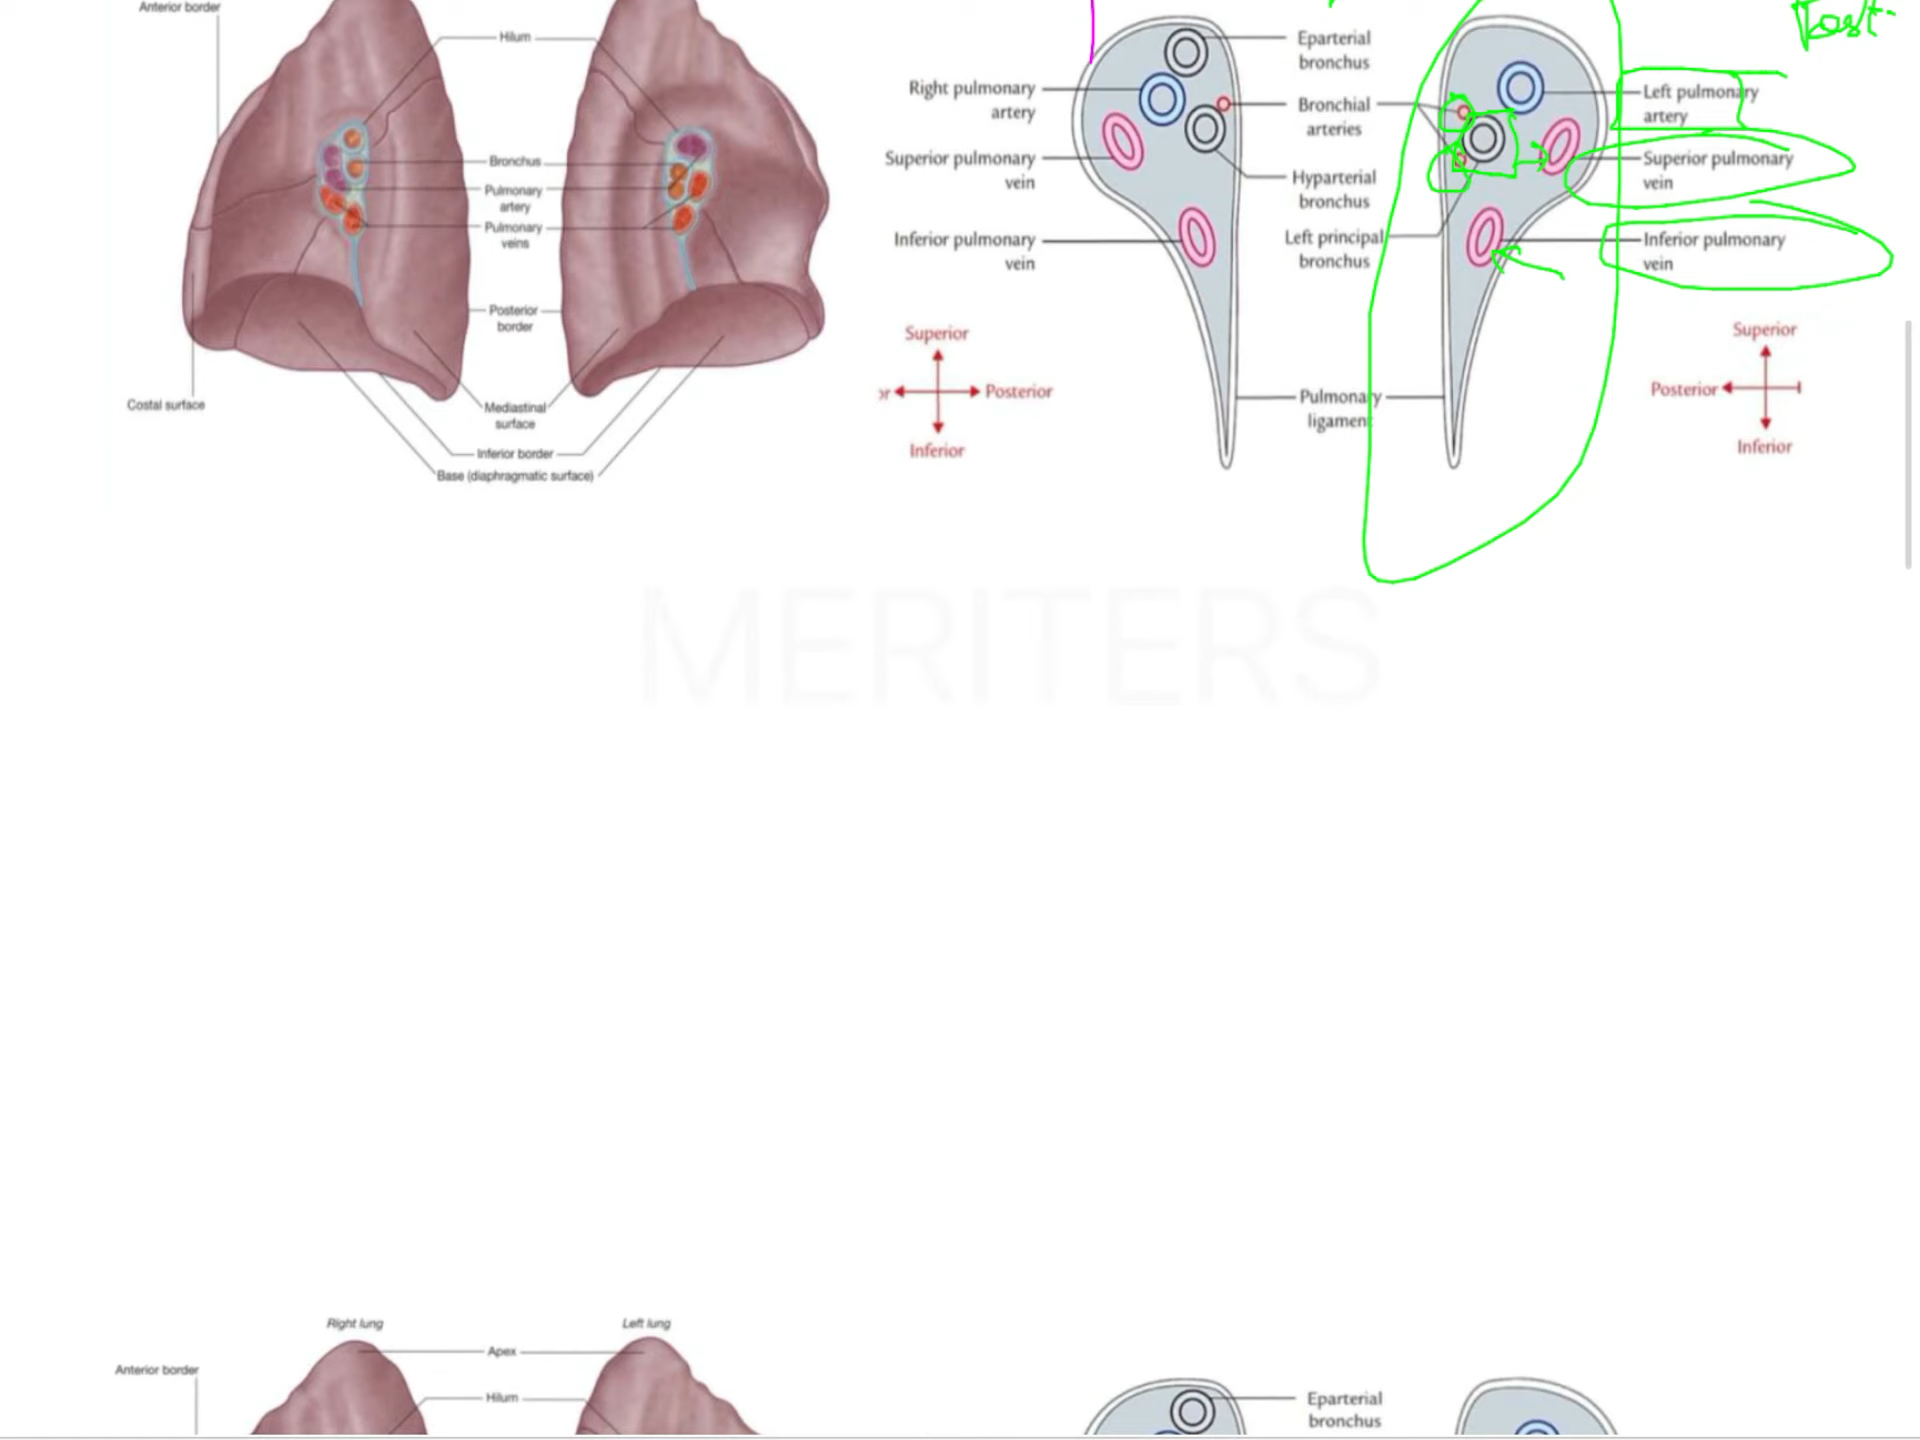 Anterior border
Hilum
Bronchus
Pulmonary
artery
Pulmonary
veins
Posterior
border
Costal surface
Mediastinal
surface
Inferior border
Base (diaphragmatic surface)
Eparterial
bronchus
Right pulmonary
artery
Bronchial
arteries
Superior pulmonary
vein
Hyparterial
bronchus
Inferior pulmonary
vein
Left principal
bronchus
Left pulmonary
artery
Superior pulmonary
vein
Inferior pulmonary
vein
Superior
Posterior
Inferior
Pulmonary
ligament
Superior
Posterior
Inferior
MERITERS
Right lung
Left lung
Apex
Anterior border
Hilum
Eparterial
bronchus